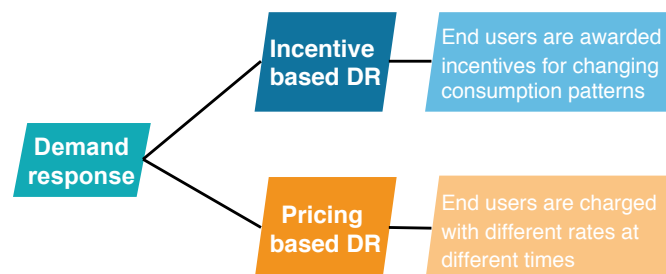 Demand
response
Incentive
based DR
End users are awarded
incentives for changing
consumption patterns
Pricing
based DR
End users are charged
with different rates at
different times